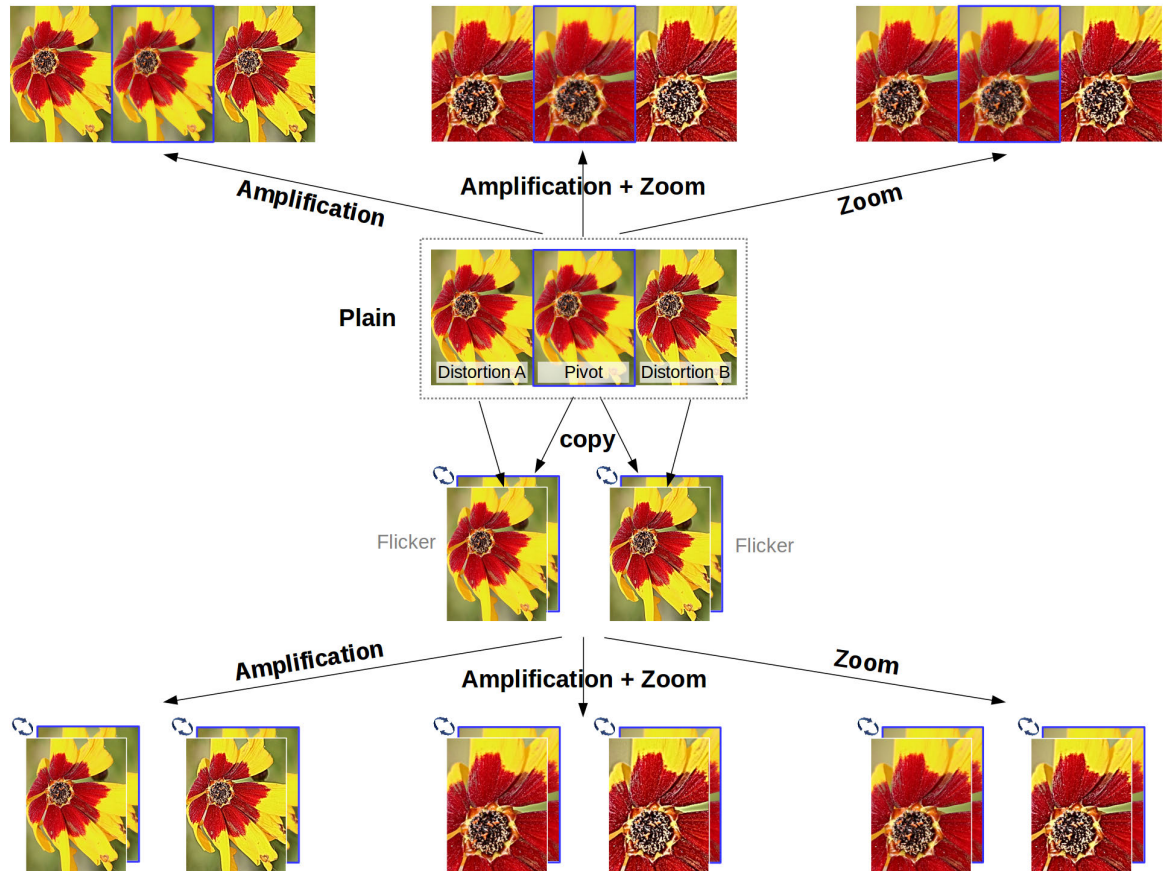 Amplification
Amplification + Zoom
Zoom
Plain
Distortion A
Pivot
Distortion B
copy
Flicker
Flicker
Amplification
Amplification + Zoom
Zoom